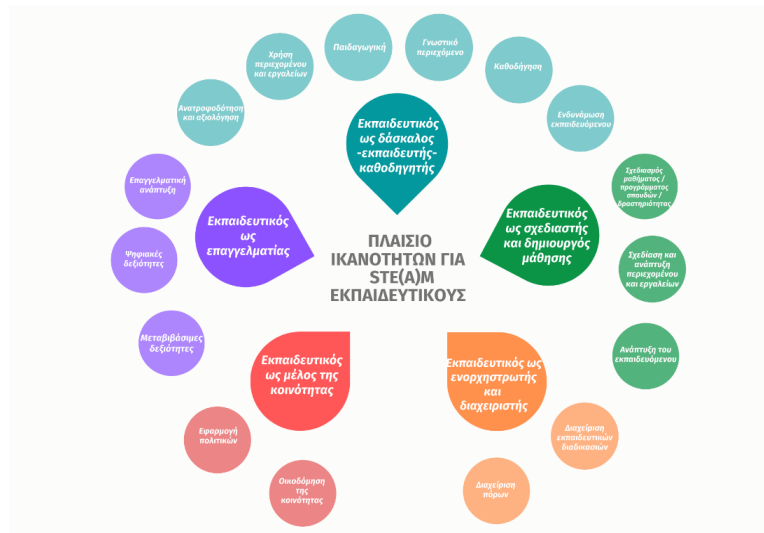 Χρήση
περιεχομένου
και εργαλείων
Παιδαγωγική
Γνωστικό
περιεχόμενο
Καθοδήγηση
Ενδυνάμωση
εκπαιδευόμενου
Ανατροφοδότηση
και αξιολόγηση
Εκπαιδευτικός
ως δάσκαλος
-εκπαιδευτής-
καθοδηγητής
Επαγγελματική
ανάπτυξη
Ψηφιακές
δεξιότητες
Μεταβιβάσιμες
δεξιότητες
Εκπαιδευτικός
ως
επαγγελματίας
ΠΛΑΙΣΙΟ
ΙΚΑΝΟΤΗΤΩΝ ΓΙΑ
STE(A)M
ΕΚΠΑΙΔΕΥΤΙΚΟΥΣ
Εκπαιδευτικός
ως σχεδιαστής
και δημιουργός
μάθησης
Σχεδιασμός
μαθήματος /
προγράμματος
σπουδών /
δραστηριότητας
Σχεδίαση και
ανάπτυξη
περιεχομένου
και εργαλείων
Ανάπτυξη του
εκπαιδευόμενου
Εκπαιδευτικός
ως μέλος της
κοινότητας
Εφαρμογή
πολιτικών
Οικοδόμηση
της
κοινότητας
Εκπαιδευτικός ως
ενορχηστρωτής
και
διαχειριστής
Διαχείριση
εκπαιδευτικών
διαδικασιών
Διαχείριση
πόρων